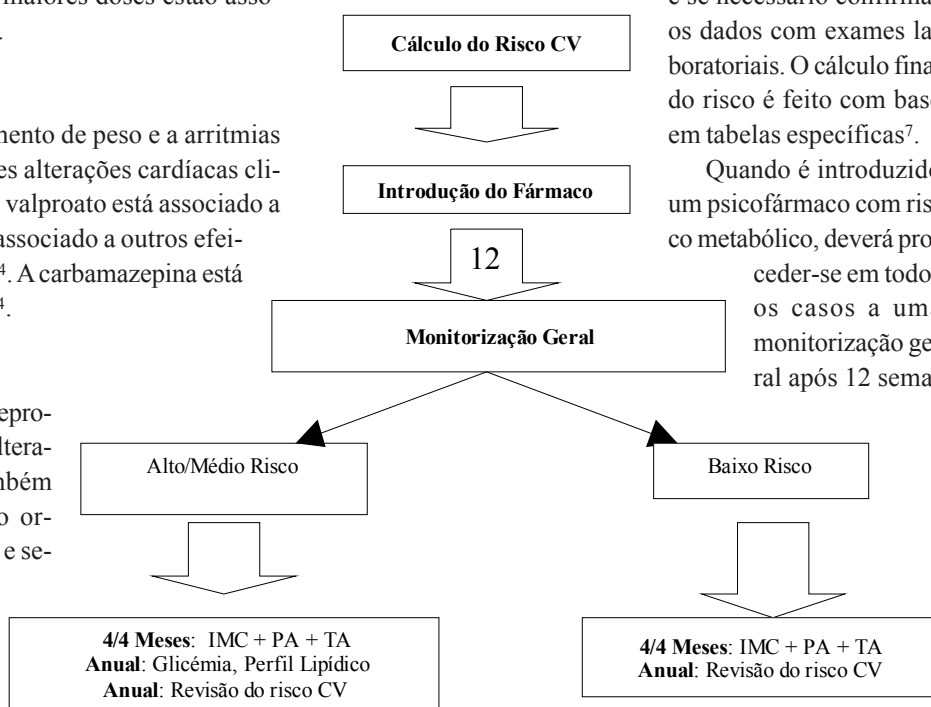 maiores doses estão asso-
.
mento de peso e a arritmias
es alterações cardíacas cli-
valproato está associado a
associado a outros efei-
4. A carbamazepina está
4.
epro-
ltera-
mbém
o or-
e se-
Cálculo do Risco CV
Introdução do Fármaco
12
Monitorização Geral
Alto/Médio Risco
Baixo Risco
4/4 Meses: IMC + PA + TA
Anual: Glicémia, Perfil Lipídico
Anual: Revisão do risco CV
4/4 Meses: IMC + PA + TA
Anual: Revisão do risco CV
e se necessário confirma
os dados com exames la
boratoriais. O cálculo fina
do risco é feito com base
em tabelas específicas7.
Quando é introduzido
um psicofármaco com ris
co metabólico, deverá pro
ceder-se em todo
os casos a uma
monitorização ge
ral após 12 sema